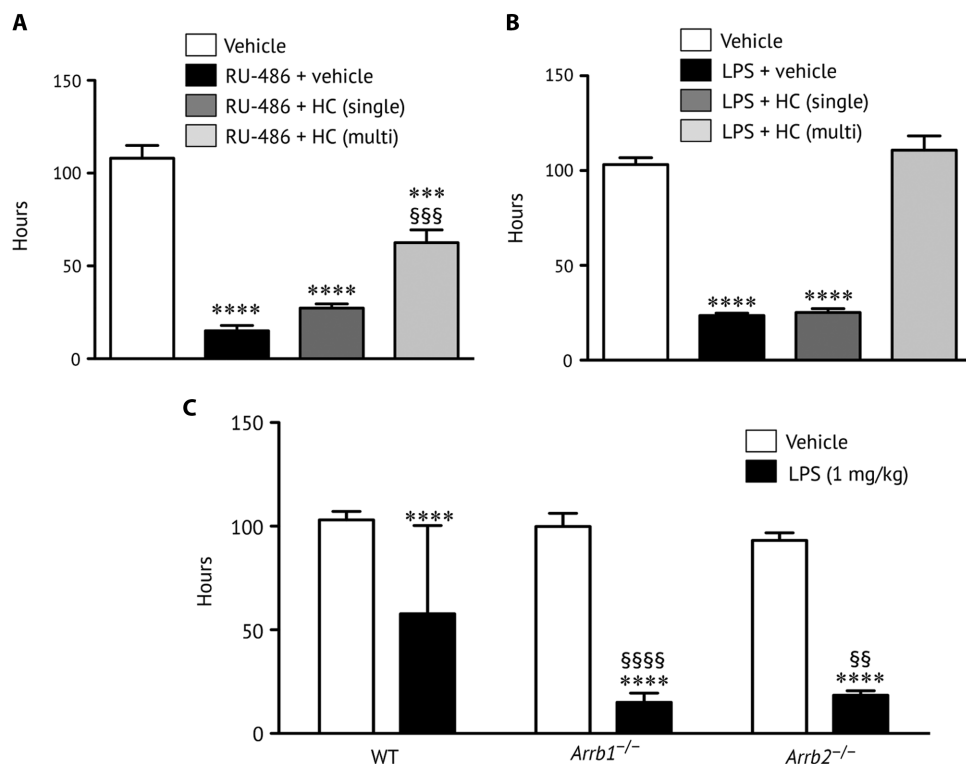 A
Vehicle
RU-486 + vehicle
RU-486 + HC (single)
RU-486 + HC (multi)
150
100
50
0
Hours
****
****
***
§§§
B
Vehicle
LPS + vehicle
LPS + HC (single)
LPS + HC (multi)
150
100
50
0
Hours
****
****
C
Vehicle
LPS (1 mg/kg)
150
100
50
0
Hours
****
§§§§
****
§§
****
WT
Arrb1⁻/⁻
Arrb2⁻/⁻